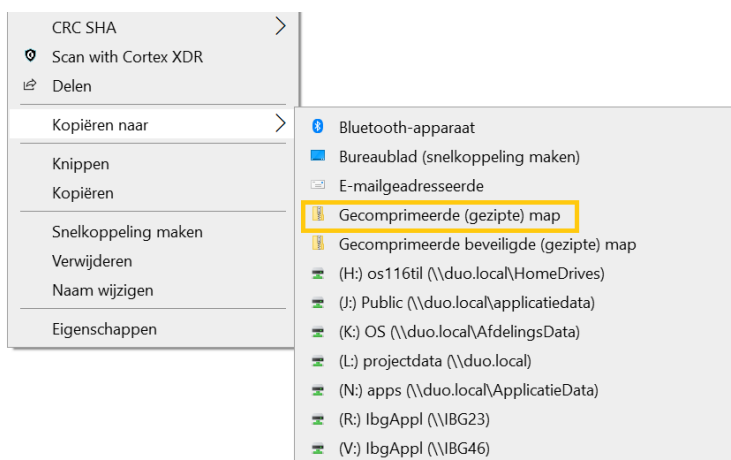 CRC SHA
Scan with Cortex XDR
Delen
Kopiëren naar
Knippen
Kopiëren
Snelkoppeling maken
Verwijderen
Naam wijzigen
Eigenschappen
Bluetooth-apparaat
Bureaublad (snelkoppeling maken)
E-mailgeadresseerde
Gecomprimeerde (gezipte) map
Gecomprimeerde beveiligde (gezipte) map
(H:) os116til (\\duo.local\HomeDrives)
(J:) Public (\\duo.local\applicatiedata)
(K:) OS (\\duo.local\AfdelingsData)
(L:) projectdata (\\duo.local)
(N:) apps (\\duo.local\ApplicatieData)
(R:) IbgAppl (\\IBG23)
(V:) IbgAppl (\\IBG46)